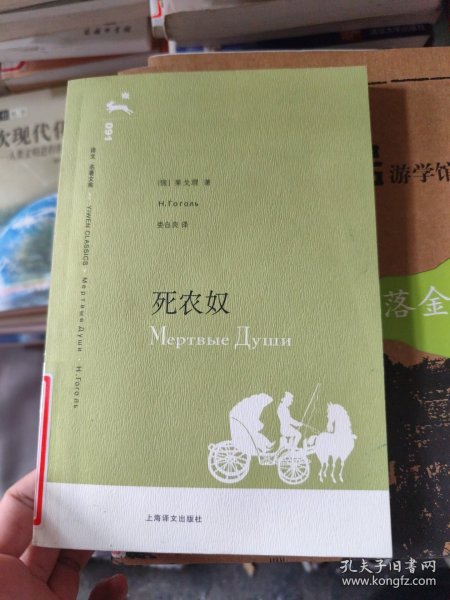 091
译文 名著文库
YIWEN CLASSICS
Мертвые Души
Н.Гоголь
[俄] 果戈理 著
Н.Гоголь
娄自良 译
死农奴
Мертвые Души
上海译文出版社
游学馆
落金
孔夫子旧书网
www.kongfz.com